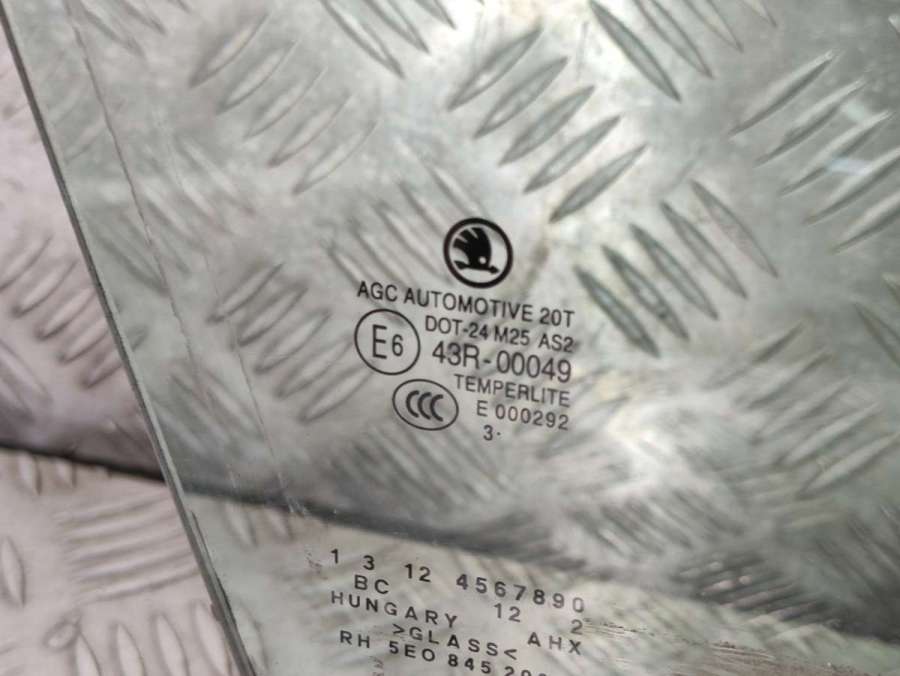 AGC AUTOMOTIVE 20T
DOT-24 M25 AS2
E6 43R-00049
TEMPERLITE
CCC E 000292
3·
1 3 12 4567890
BC 12 2
HUNGARY AHX
>GLASS<
RH 5E0 845